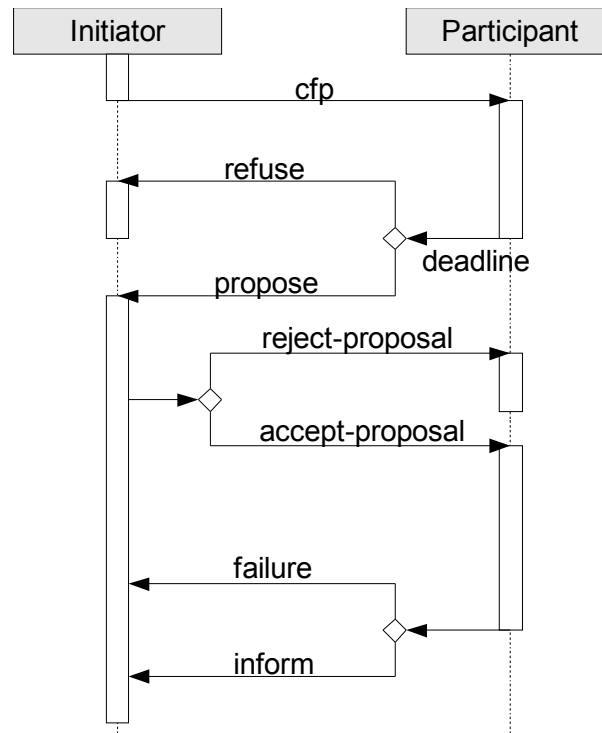 Initiator
Participant
cfp
refuse
deadline
propose
reject-proposal
accept-proposal
failure
inform